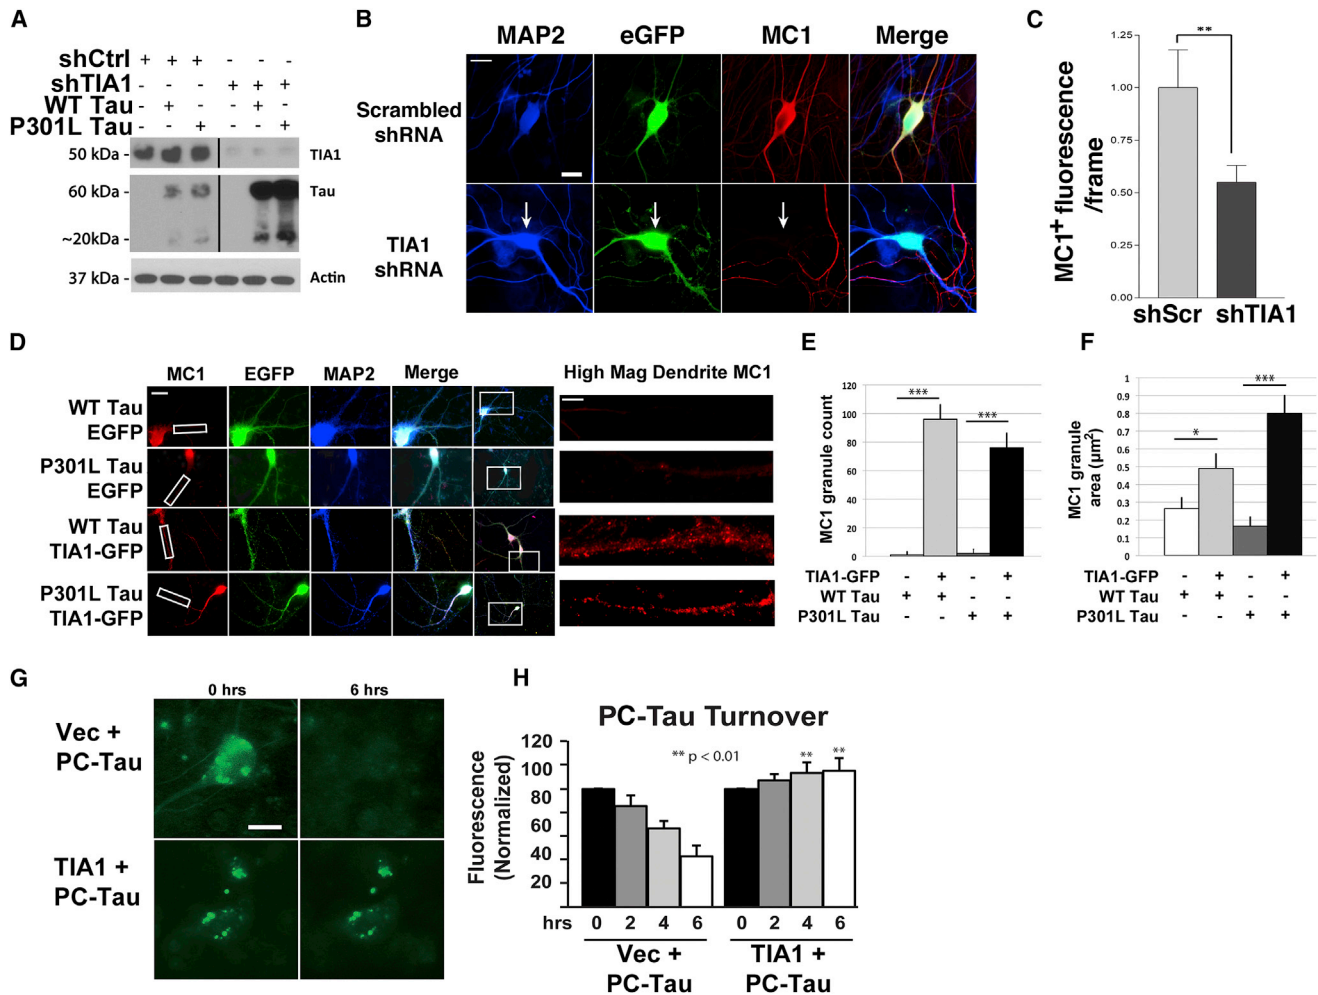 A
shCtrl + + + - - -
shTIA1 - - - + + +
WT Tau - + - - + -
P301L Tau - - + - - +
50 kDa - TIA1
60 kDa - Tau
~20kDa -
37 kDa - Actin
B
MAP2 eGFP MC1 Merge
Scrambled
shRNA
TIA1
shRNA
C
**
MC1+ fluorescence
/frame
1.25
1.00
0.75
0.50
0.25
0.00
shScr shTIA1
D
MC1 EGFP MAP2 Merge High Mag Dendrite MC1
WT Tau
EGFP
P301L Tau
EGFP
WT Tau
TIA1-GFP
P301L Tau
TIA1-GFP
E
MC1 granule count
120
100
80
60
40
20
0
*** ***
TIA1-GFP - + - +
WT Tau + + - -
P301L Tau - - + +
F
MC1 granule
area (μm²)
1
0.9
0.8
0.7
0.6
0.5
0.4
0.3
0.2
0.1
0
* ***
TIA1-GFP - + - +
WT Tau + + - -
P301L Tau - - + +
G
0 hrs 6 hrs
Vec +
PC-Tau
TIA1 +
PC-Tau
H
PC-Tau Turnover
Fluorescence
(Normalized)
120
100
80
60
40
20
** p < 0.01
** **
hrs 0 2 4 6 0 2 4 6
Vec + TIA1 +
PC-Tau PC-Tau